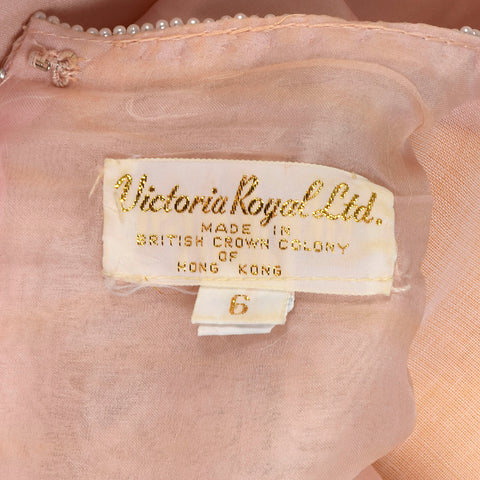 Victoria Royal Ltd.
MADE IN
BRITISH CROWN COLONY
OF
HONG KONG
6